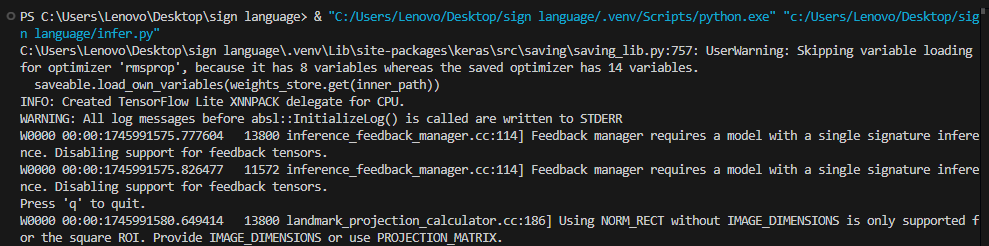 PS C:\Users\Lenovo\Desktop\sign language> & "C:/Users/Lenovo/Desktop/sign language/.venv/Scripts/python.exe" "c:/Users/Lenovo/Desktop/sig
n language/infer.py"
C:\Users\Lenovo\Desktop\sign language\.venv\Lib\site-packages\keras\src\saving\saving_lib.py:757: UserWarning: Skipping variable loading
for optimizer 'rmsprop', because it has 8 variables whereas the saved optimizer has 14 variables.
  saveable.load_own_variables(weights_store.get(inner_path))
INFO: Created TensorFlow Lite XNNPACK delegate for CPU.
WARNING: All log messages before absl::InitializeLog() is called are written to STDERR
W0000 00:00:1745991575.777604   13800 inference_feedback_manager.cc:114] Feedback manager requires a model with a single signature infere
nce. Disabling support for feedback tensors.
W0000 00:00:1745991575.826477   11572 inference_feedback_manager.cc:114] Feedback manager requires a model with a single signature infere
nce. Disabling support for feedback tensors.
Press 'q' to quit.
W0000 00:00:1745991580.649414   13800 landmark_projection_calculator.cc:186] Using NORM_RECT without IMAGE_DIMENSIONS is only supported f
or the square ROI. Provide IMAGE_DIMENSIONS or use PROJECTION_MATRIX.